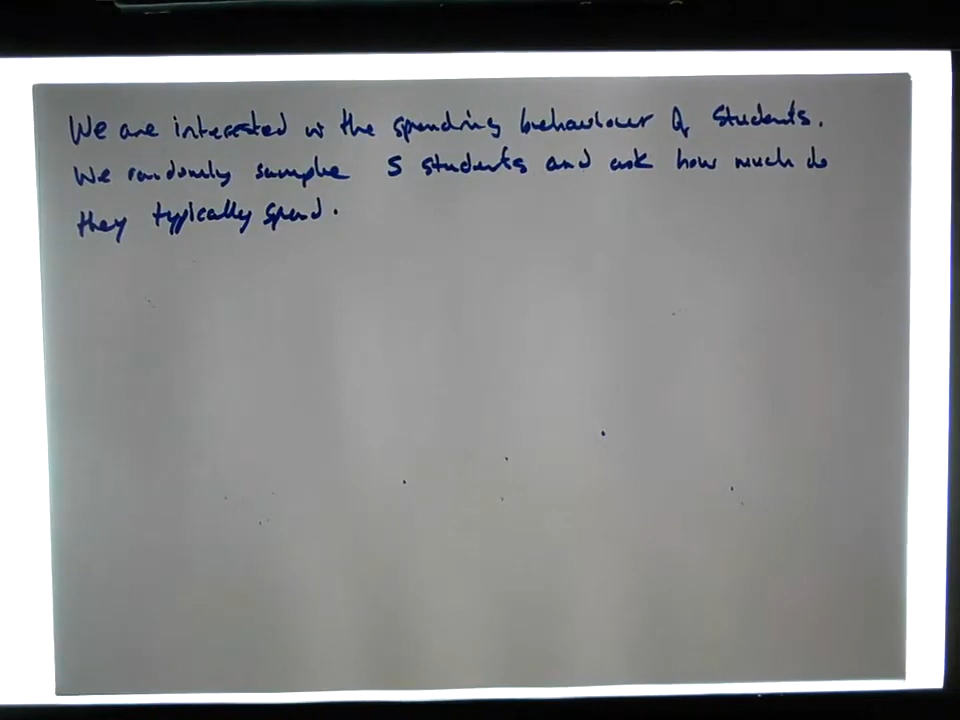 We are interested in the spending behaviour of students.
We randomly sample 5 students and ask how much do
they typically spend.